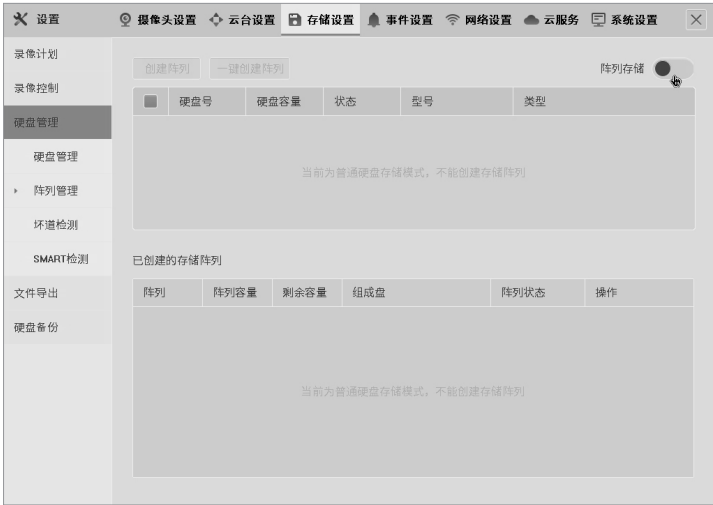 设置 摄像头设置 云台设置 存储设置 事件设置 网络设置 云服务 系统设置
录像计划
录像控制
硬盘管理
硬盘管理
阵列管理
坏道检测
SMART检测
文件导出
硬盘备份
创建阵列 一键创建阵列 阵列存储
硬盘号 硬盘容量 状态 型号 类型
当前为普通硬盘存储模式，不能创建存储阵列
已创建的存储阵列
阵列 阵列容量 剩余容量 组成盘 阵列状态 操作
当前为普通硬盘存储模式，不能创建存储阵列